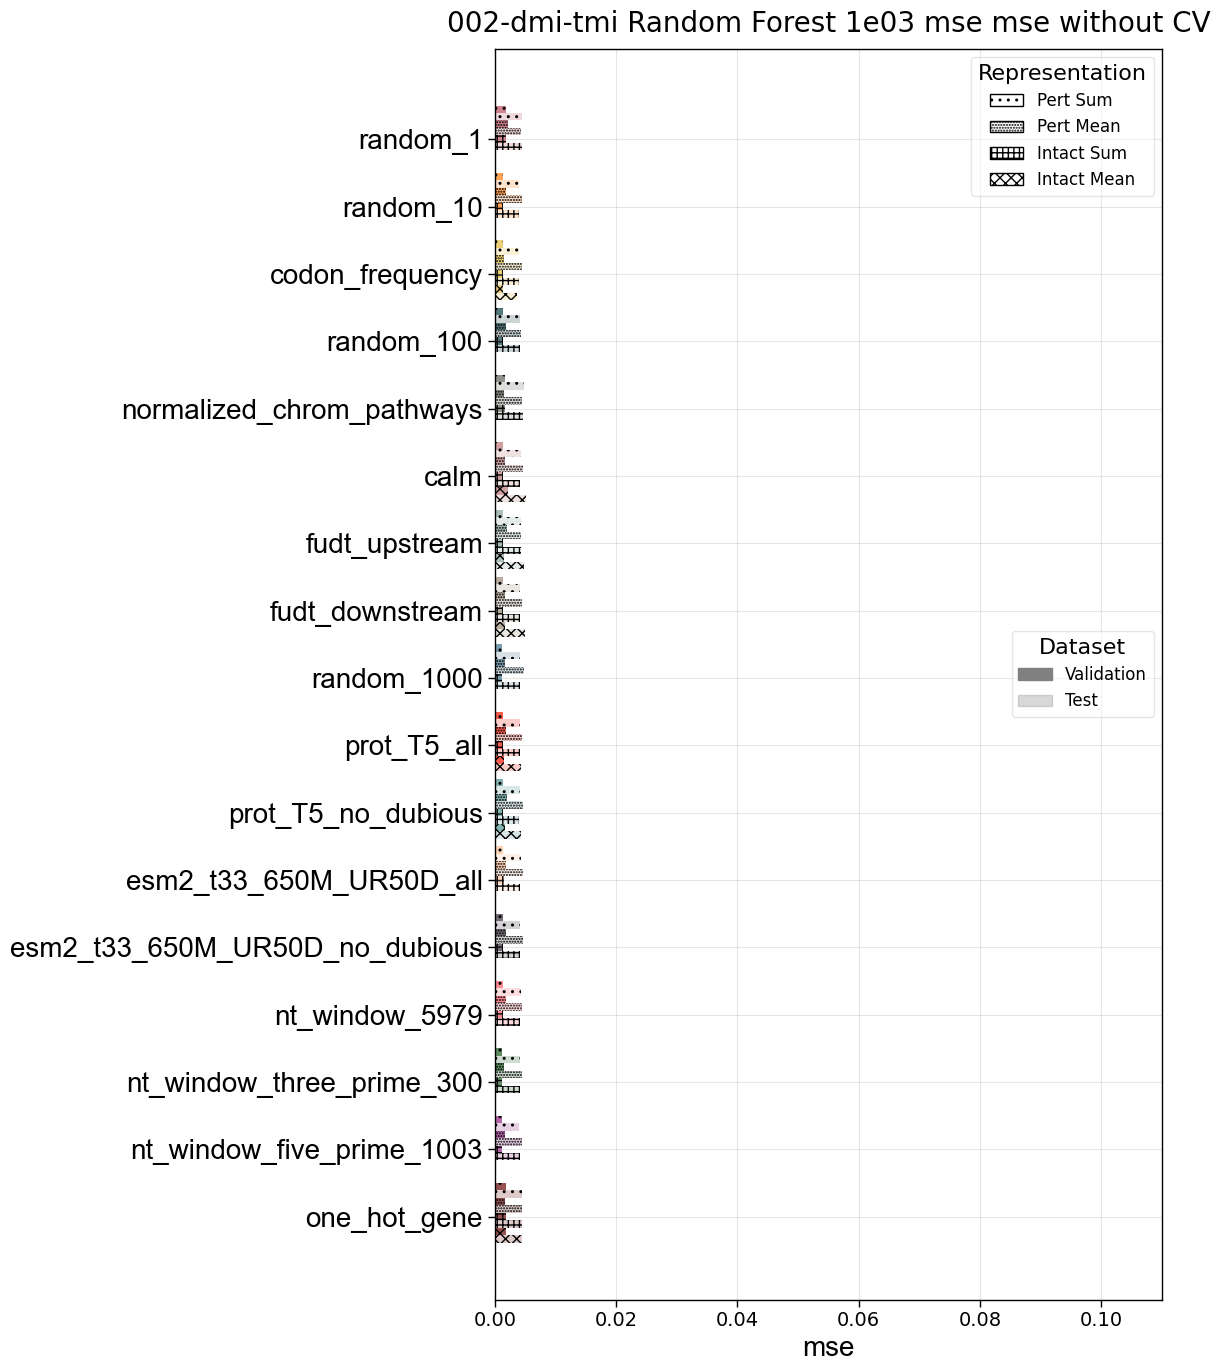 002-dmi-tmi Random Forest 1e03 mse mse without CV
Representation
Pert Sum
Pert Mean
Intact Sum
Intact Mean
random_1
random_10
codon_frequency
random_100
normalized_chrom_pathways
calm
fudt_upstream
fudt_downstream
Dataset
Validation
Test
random_1000
prot_T5_all
prot_T5_no_dubious
esm2_t33_650M_UR50D_all
esm2_t33_650M_UR50D_no_dubious
nt_window_5979
nt_window_three_prime_300
nt_window_five_prime_1003
one_hot_gene
0.00 0.02 0.04 0.06 0.08 0.10
mse